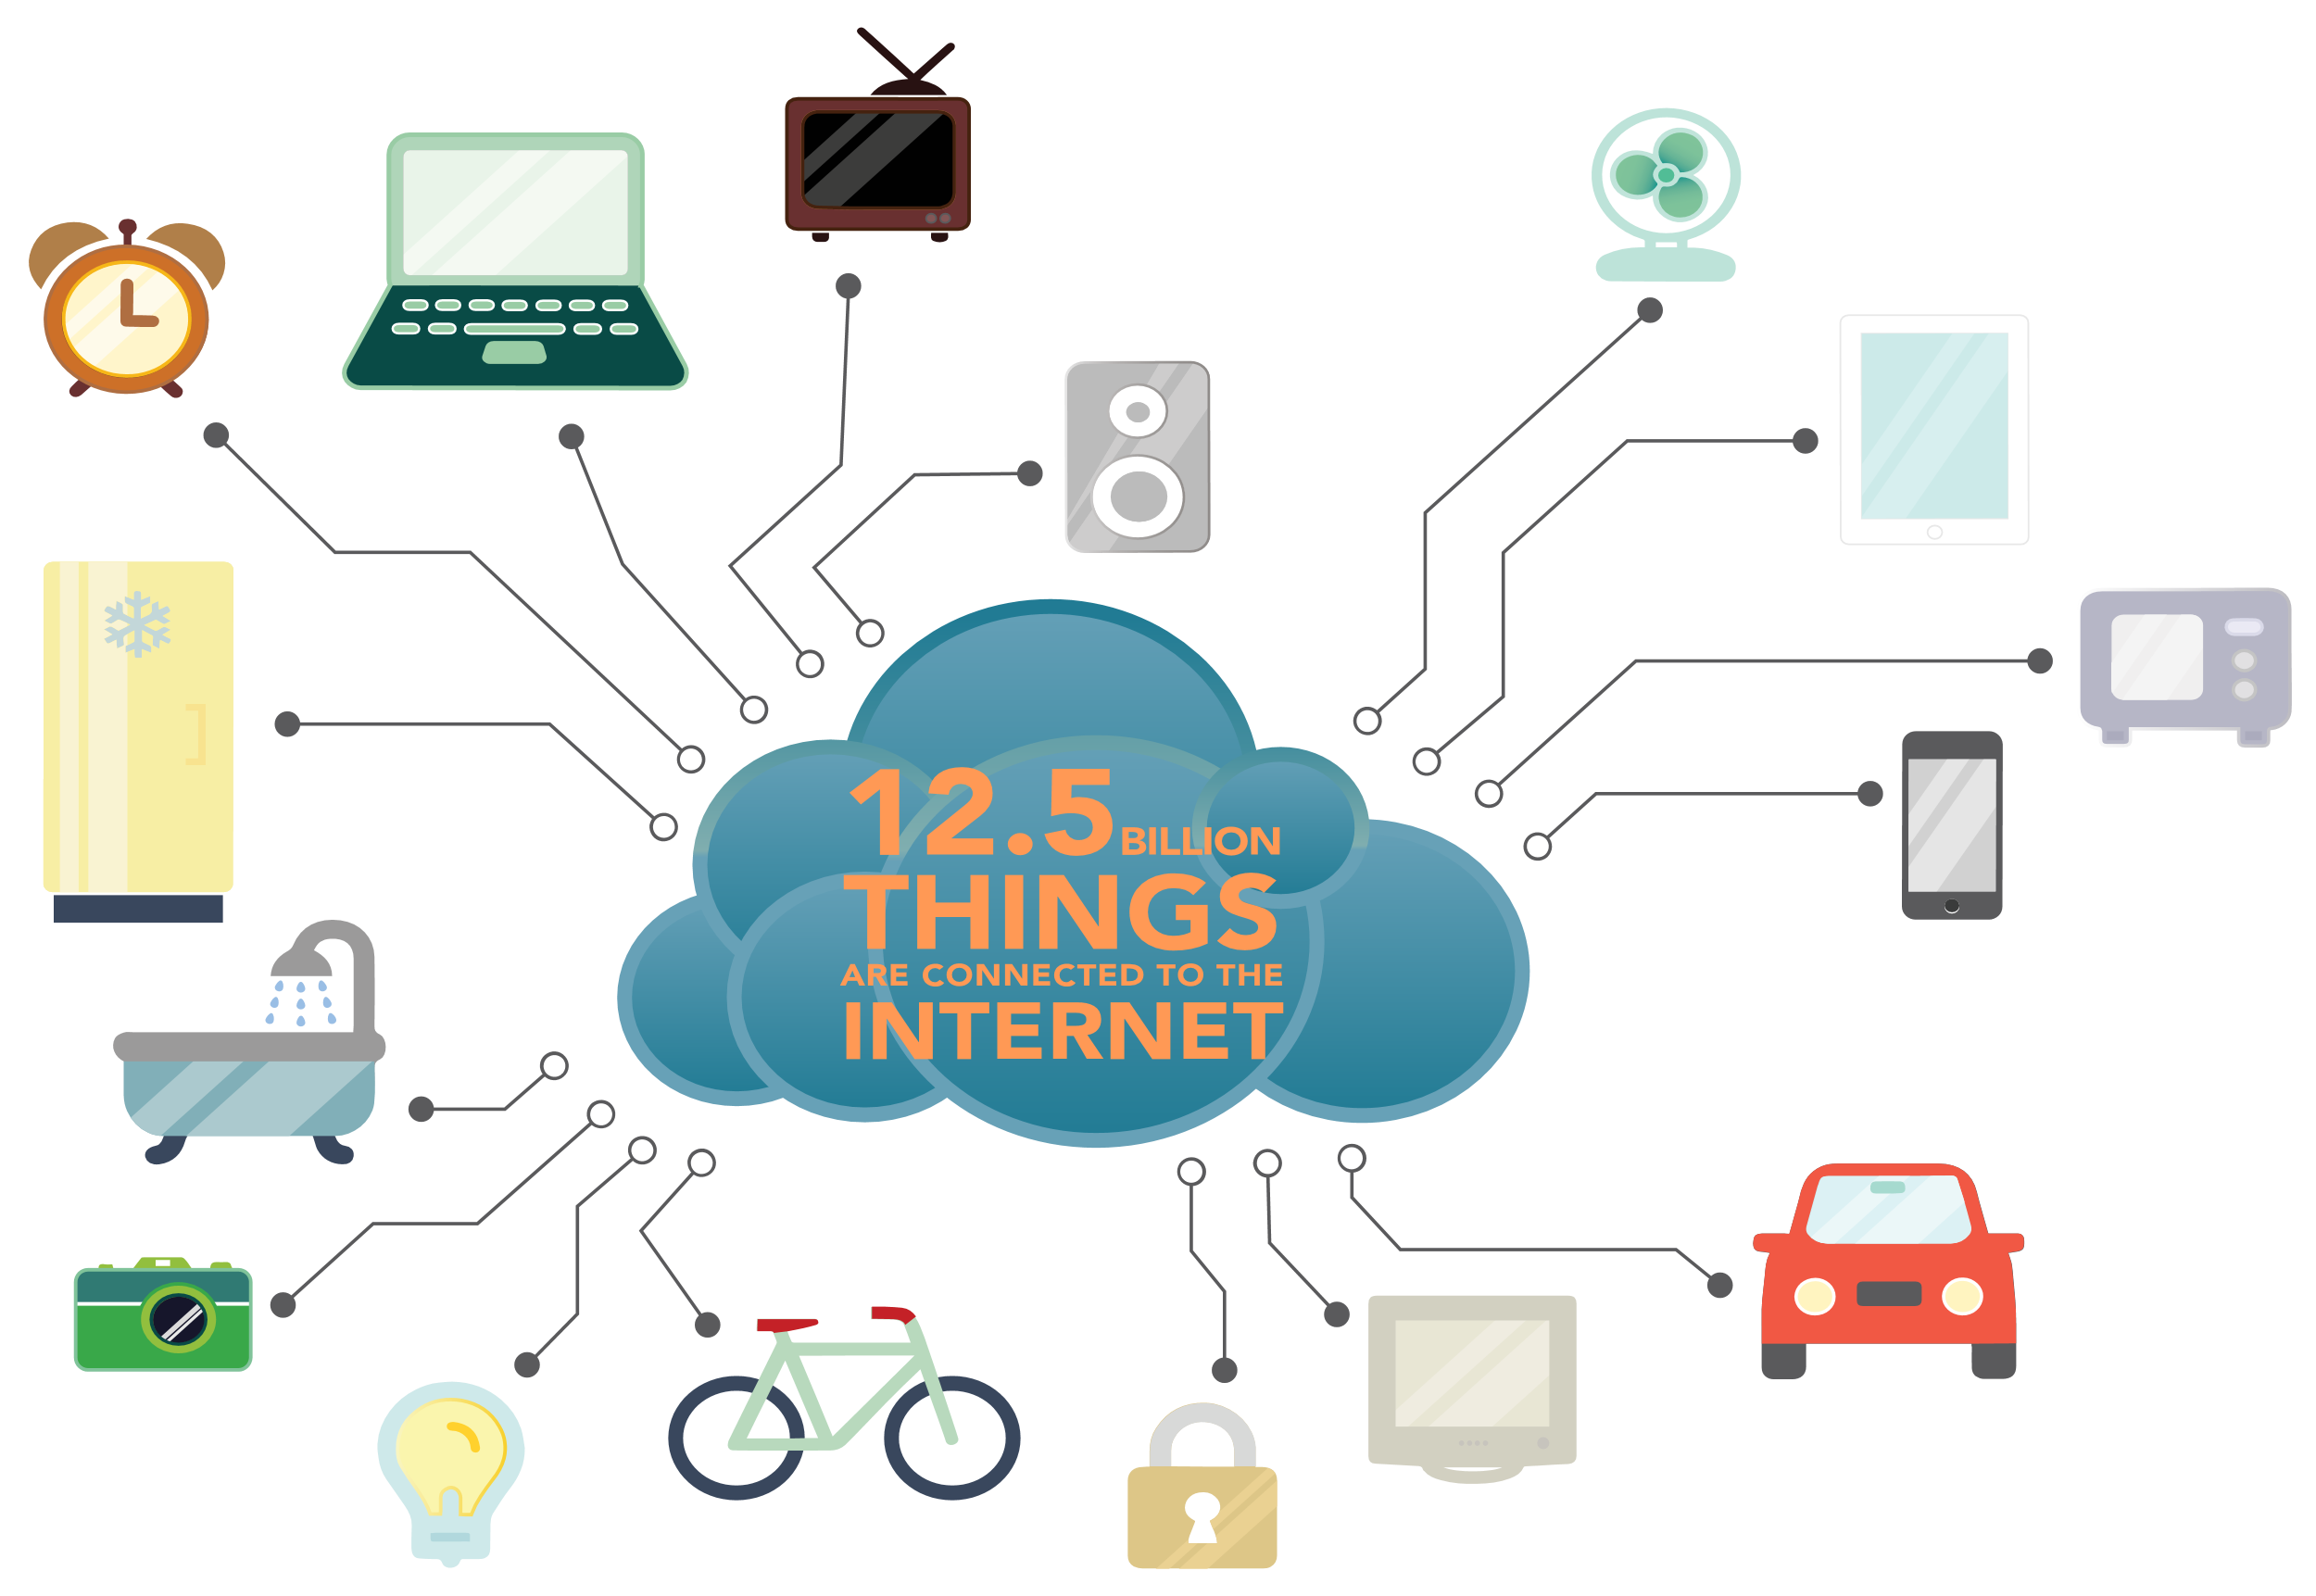 12.5 BILLION
THINGS
ARE CONNECTED TO THE
INTERNET